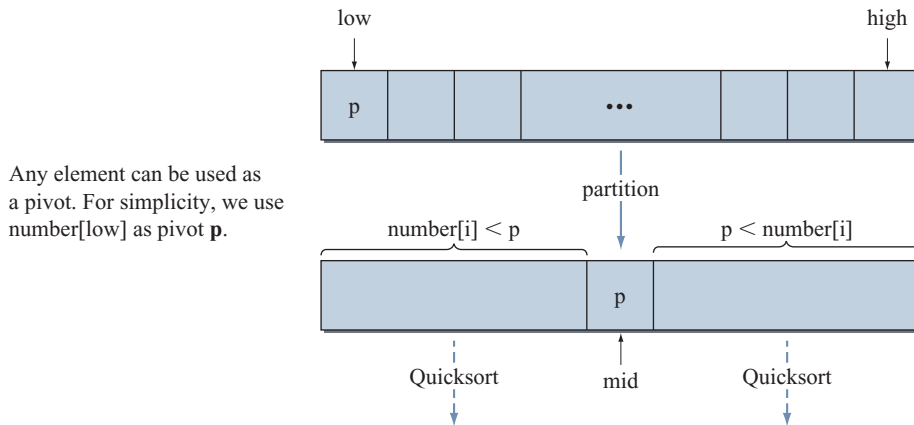 low
high
p
...
Any element can be used as
a pivot. For simplicity, we use
number[low] as pivot p.
partition
number[i] < p
p < number[i]
p
Quicksort
mid
Quicksort